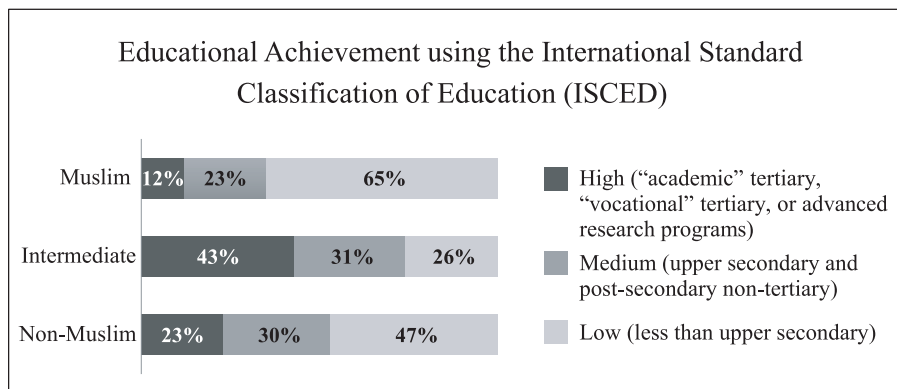 Educational Achievement using the International Standard
Classification of Education (ISCED)
Muslim
12% 23% 65%
Intermediate
43% 31% 26%
Non-Muslim
23% 30% 47%
High (“academic” tertiary,
“vocational” tertiary, or advanced
research programs)
Medium (upper secondary and
post-secondary non-tertiary)
Low (less than upper secondary)